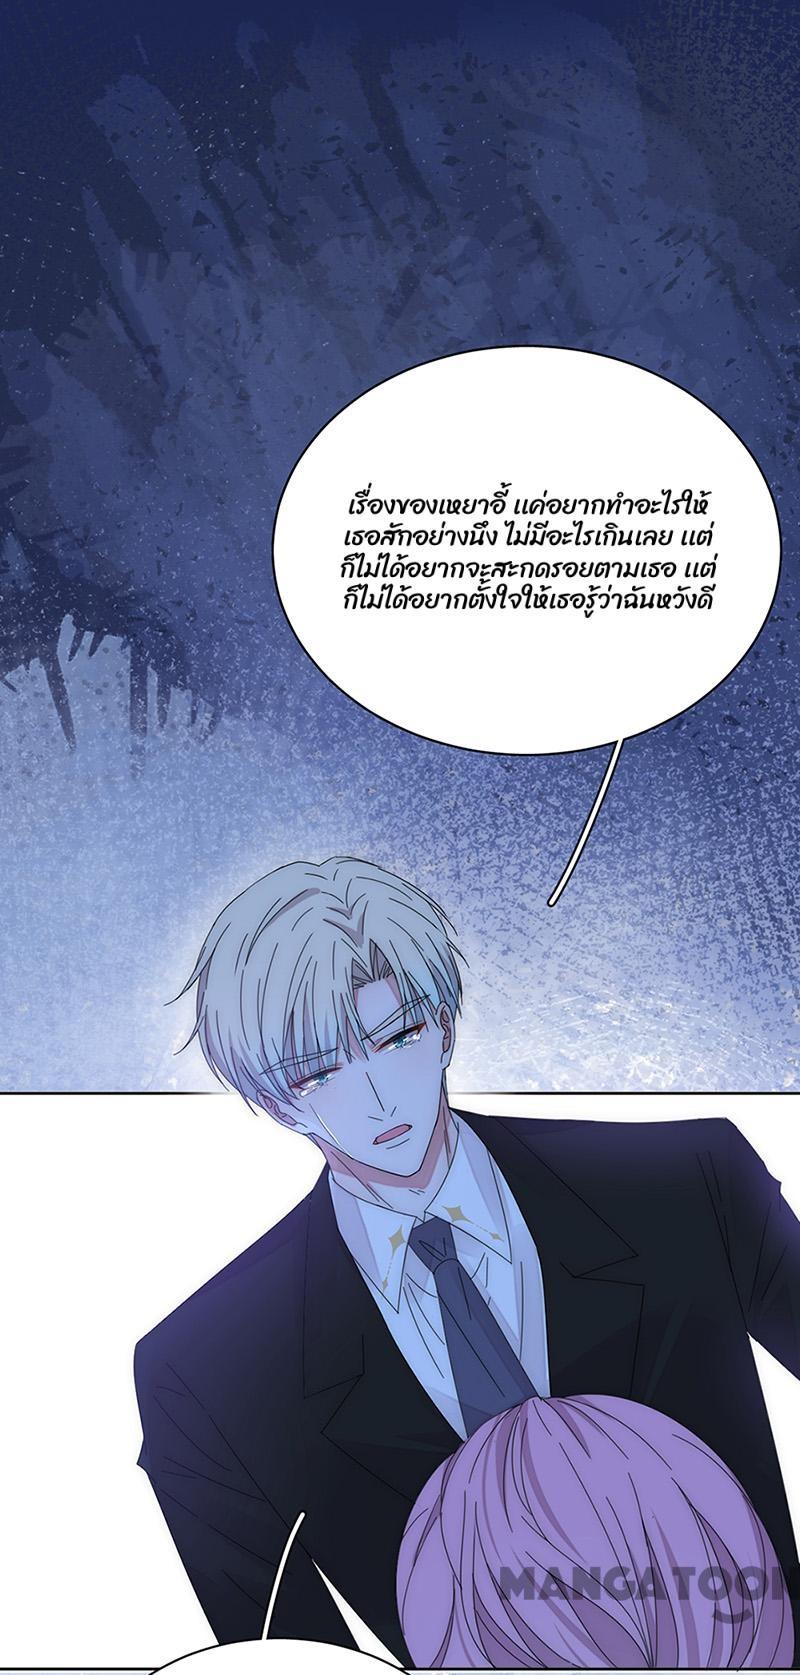 เรื่องของเหยาอี้ แค่อยากทำอะไรให้
เธอสักอย่างนึง ไม่มีอะไรเกินเลย แต่
ก็ไม่ได้อยากจะสะกดรอยตามเธอ แต่
ก็ไม่ได้อยากตั้งใจให้เธอรู้ว่าฉันหวังดี
MANGATOON